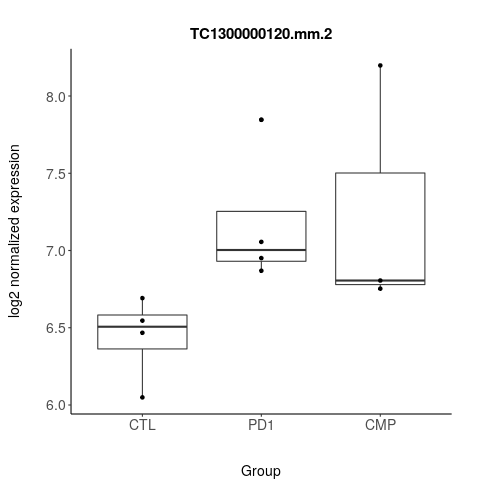 TC1300000120.mm.2
log2 normalized expression
8.0
7.5
7.0
6.5
6.0
CTL PD1 CMP
Group